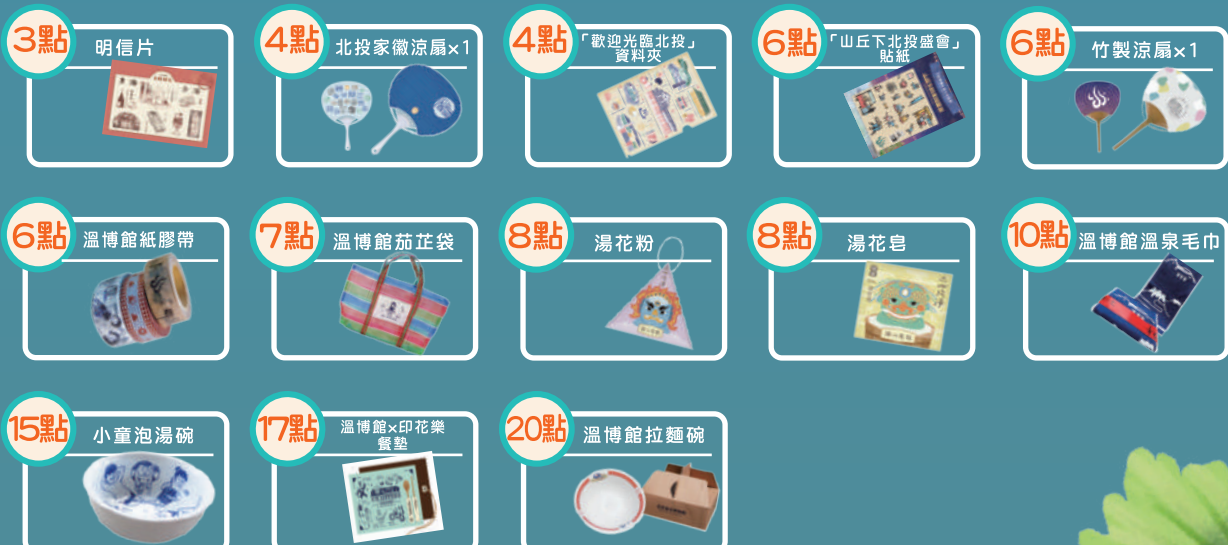 3點
明信片
4點
北投家徽涼扇×1
4點
「歡迎光臨北投」
資料夾
6點
「山丘下北投盛會」
貼紙
6點
竹製涼扇×1
6點
溫博館紙膠帶
7點
溫博館茄芷袋
8點
湯花粉
8點
湯花皂
10點
溫博館溫泉毛巾
15點
小童泡湯碗
17點
溫博館×印花樂
餐墊
20點
溫博館拉麵碗